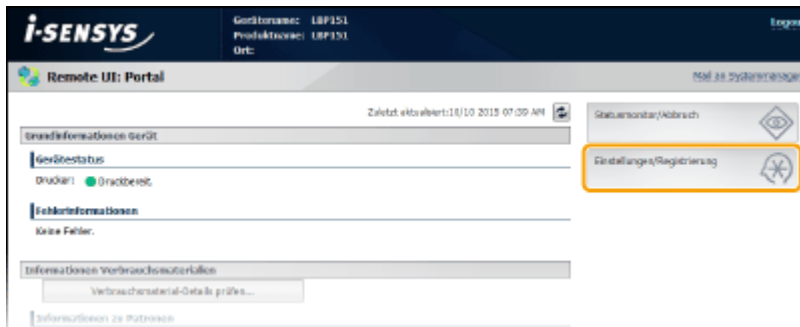 i-SENSYS
Gerätename: LBP151
Produktname: LBP151
Ort:
Logout
Remote UI: Portal
Mail an Systemmanager
Zuletzt aktualisiert:10/10 2015 07:39 AM
Grundinformationen Gerät
Gerätestatus
Drucker: Druckbereit.
Fehlerinformationen
Keine Fehler.
Informationen Verbrauchsmaterialien
Verbrauchsmaterial-Details prüfen...
Informationen zu Patronen
Statusmonitor/Abbruch
Einstellungen/Registrierung